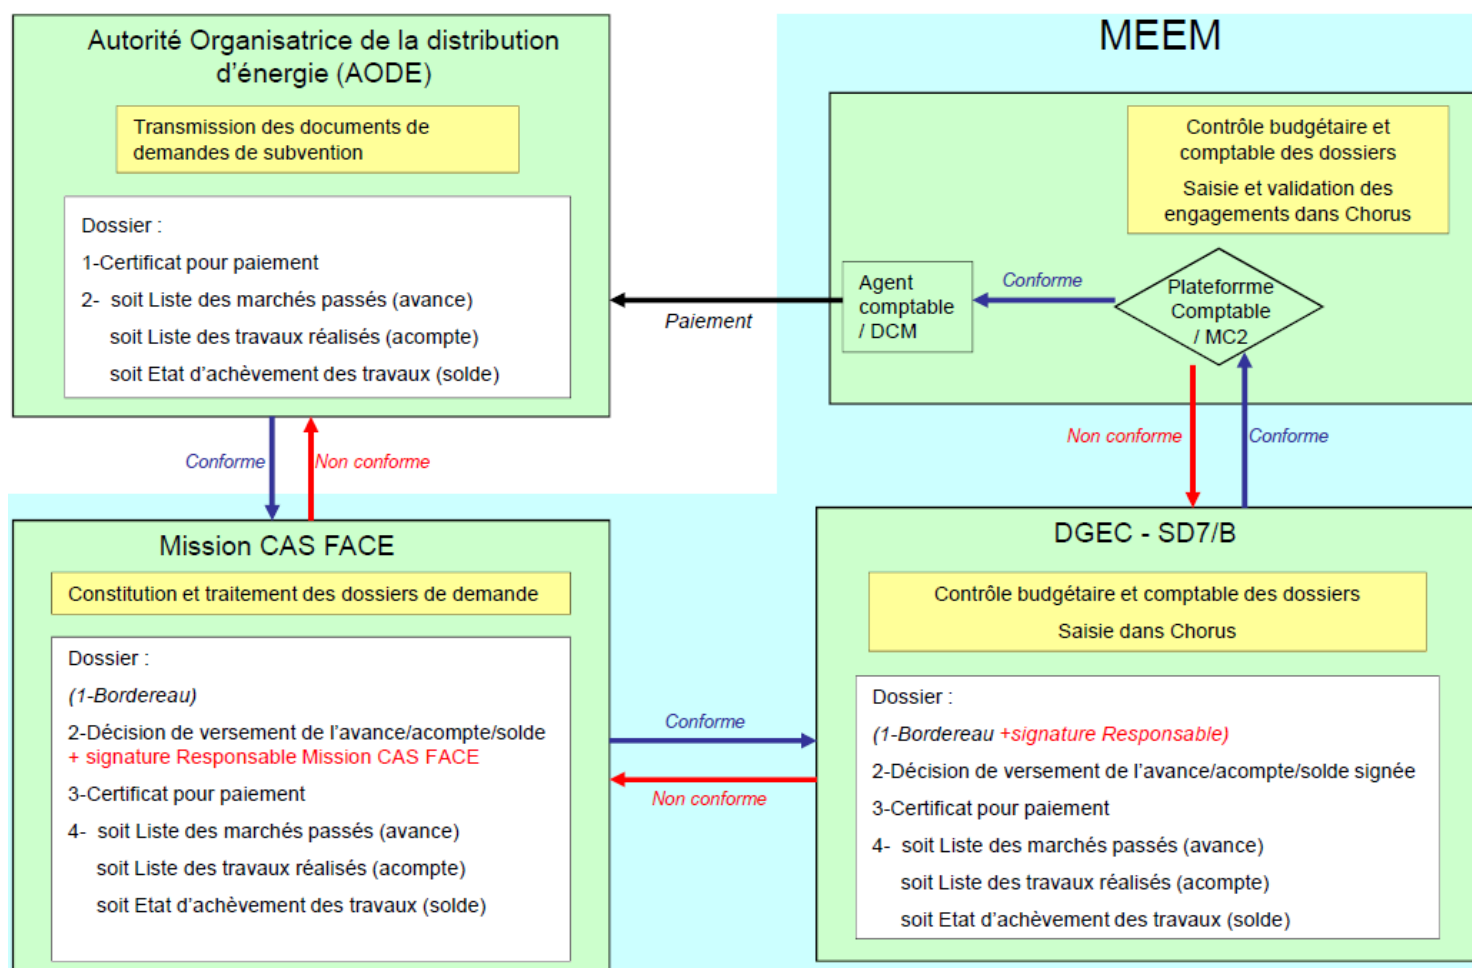 Autorité Organisatrice de la distribution
d'énergie (AODE)
Transmission des documents de
demandes de subvention
Dossier :
1-Certificat pour paiement
2- soit Liste des marchés passés (avance)
soit Liste des travaux réalisés (acompte)
soit Etat d'achèvement des travaux (solde)
MEEM
Contrôle budgétaire et
comptable des dossiers
Saisie et validation des
engagements dans Chorus
Agent
comptable
/ DCM
Conforme
Plateforrme
Comptable
/ MC2
Paiement
Conforme
Non conforme
Non conforme
Conforme
Mission CAS FACE
Constitution et traitement des dossiers de demande
Dossier :
(1-Bordereau)
2-Décision de versement de l'avance/acompte/solde
+ signature Responsable Mission CAS FACE
3-Certificat pour paiement
4- soit Liste des marchés passés (avance)
soit Liste des travaux réalisés (acompte)
soit Etat d'achèvement des travaux (solde)
Conforme
Non conforme
DGEC - SD7/B
Contrôle budgétaire et comptable des dossiers
Saisie dans Chorus
Dossier :
(1-Bordereau +signature Responsable)
2-Décision de versement de l'avance/acompte/solde signée
3-Certificat pour paiement
4- soit Liste des marchés passés (avance)
soit Liste des travaux réalisés (acompte)
soit Etat d'achèvement des travaux (solde)